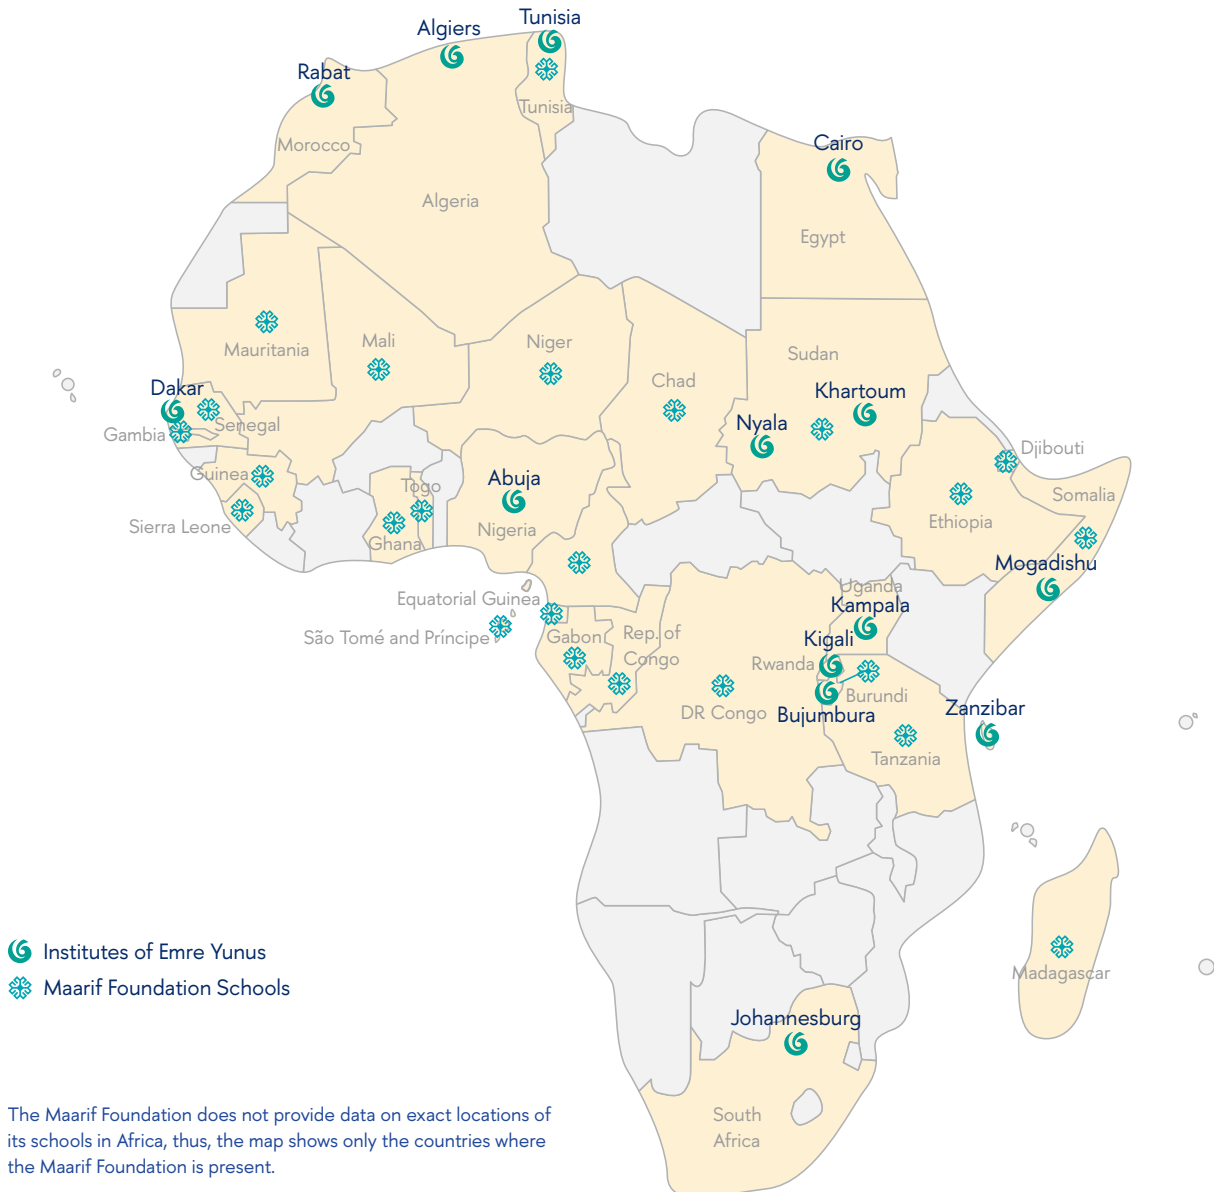 Tunisia
Algiers
Rabat
Tunisia
Morocco
Cairo
Algeria
Egypt
Mauritania
Mali
Niger
Sudan
Chad
Khartoum
Dakar
Nyala
Senegal
Gambia
Djibouti
Guinea
Abuja
Togo
Somalia
Sierra Leone
Nigeria
Ethiopia
Ghana
Mogadishu
Uganda
Equatorial Guinea
Kampala
São Tomé and Príncipe
Gabon
Rep. of
Congo
Kigali
Rwanda
Burundi
DR Congo
Bujumbura
Zanzibar
Tanzania
Institutes of Emre Yunus
Maarif Foundation Schools
Madagascar
Johannesburg
South
Africa
The Maarif Foundation does not provide data on exact locations of
its schools in Africa, thus, the map shows only the countries where
the Maarif Foundation is present.